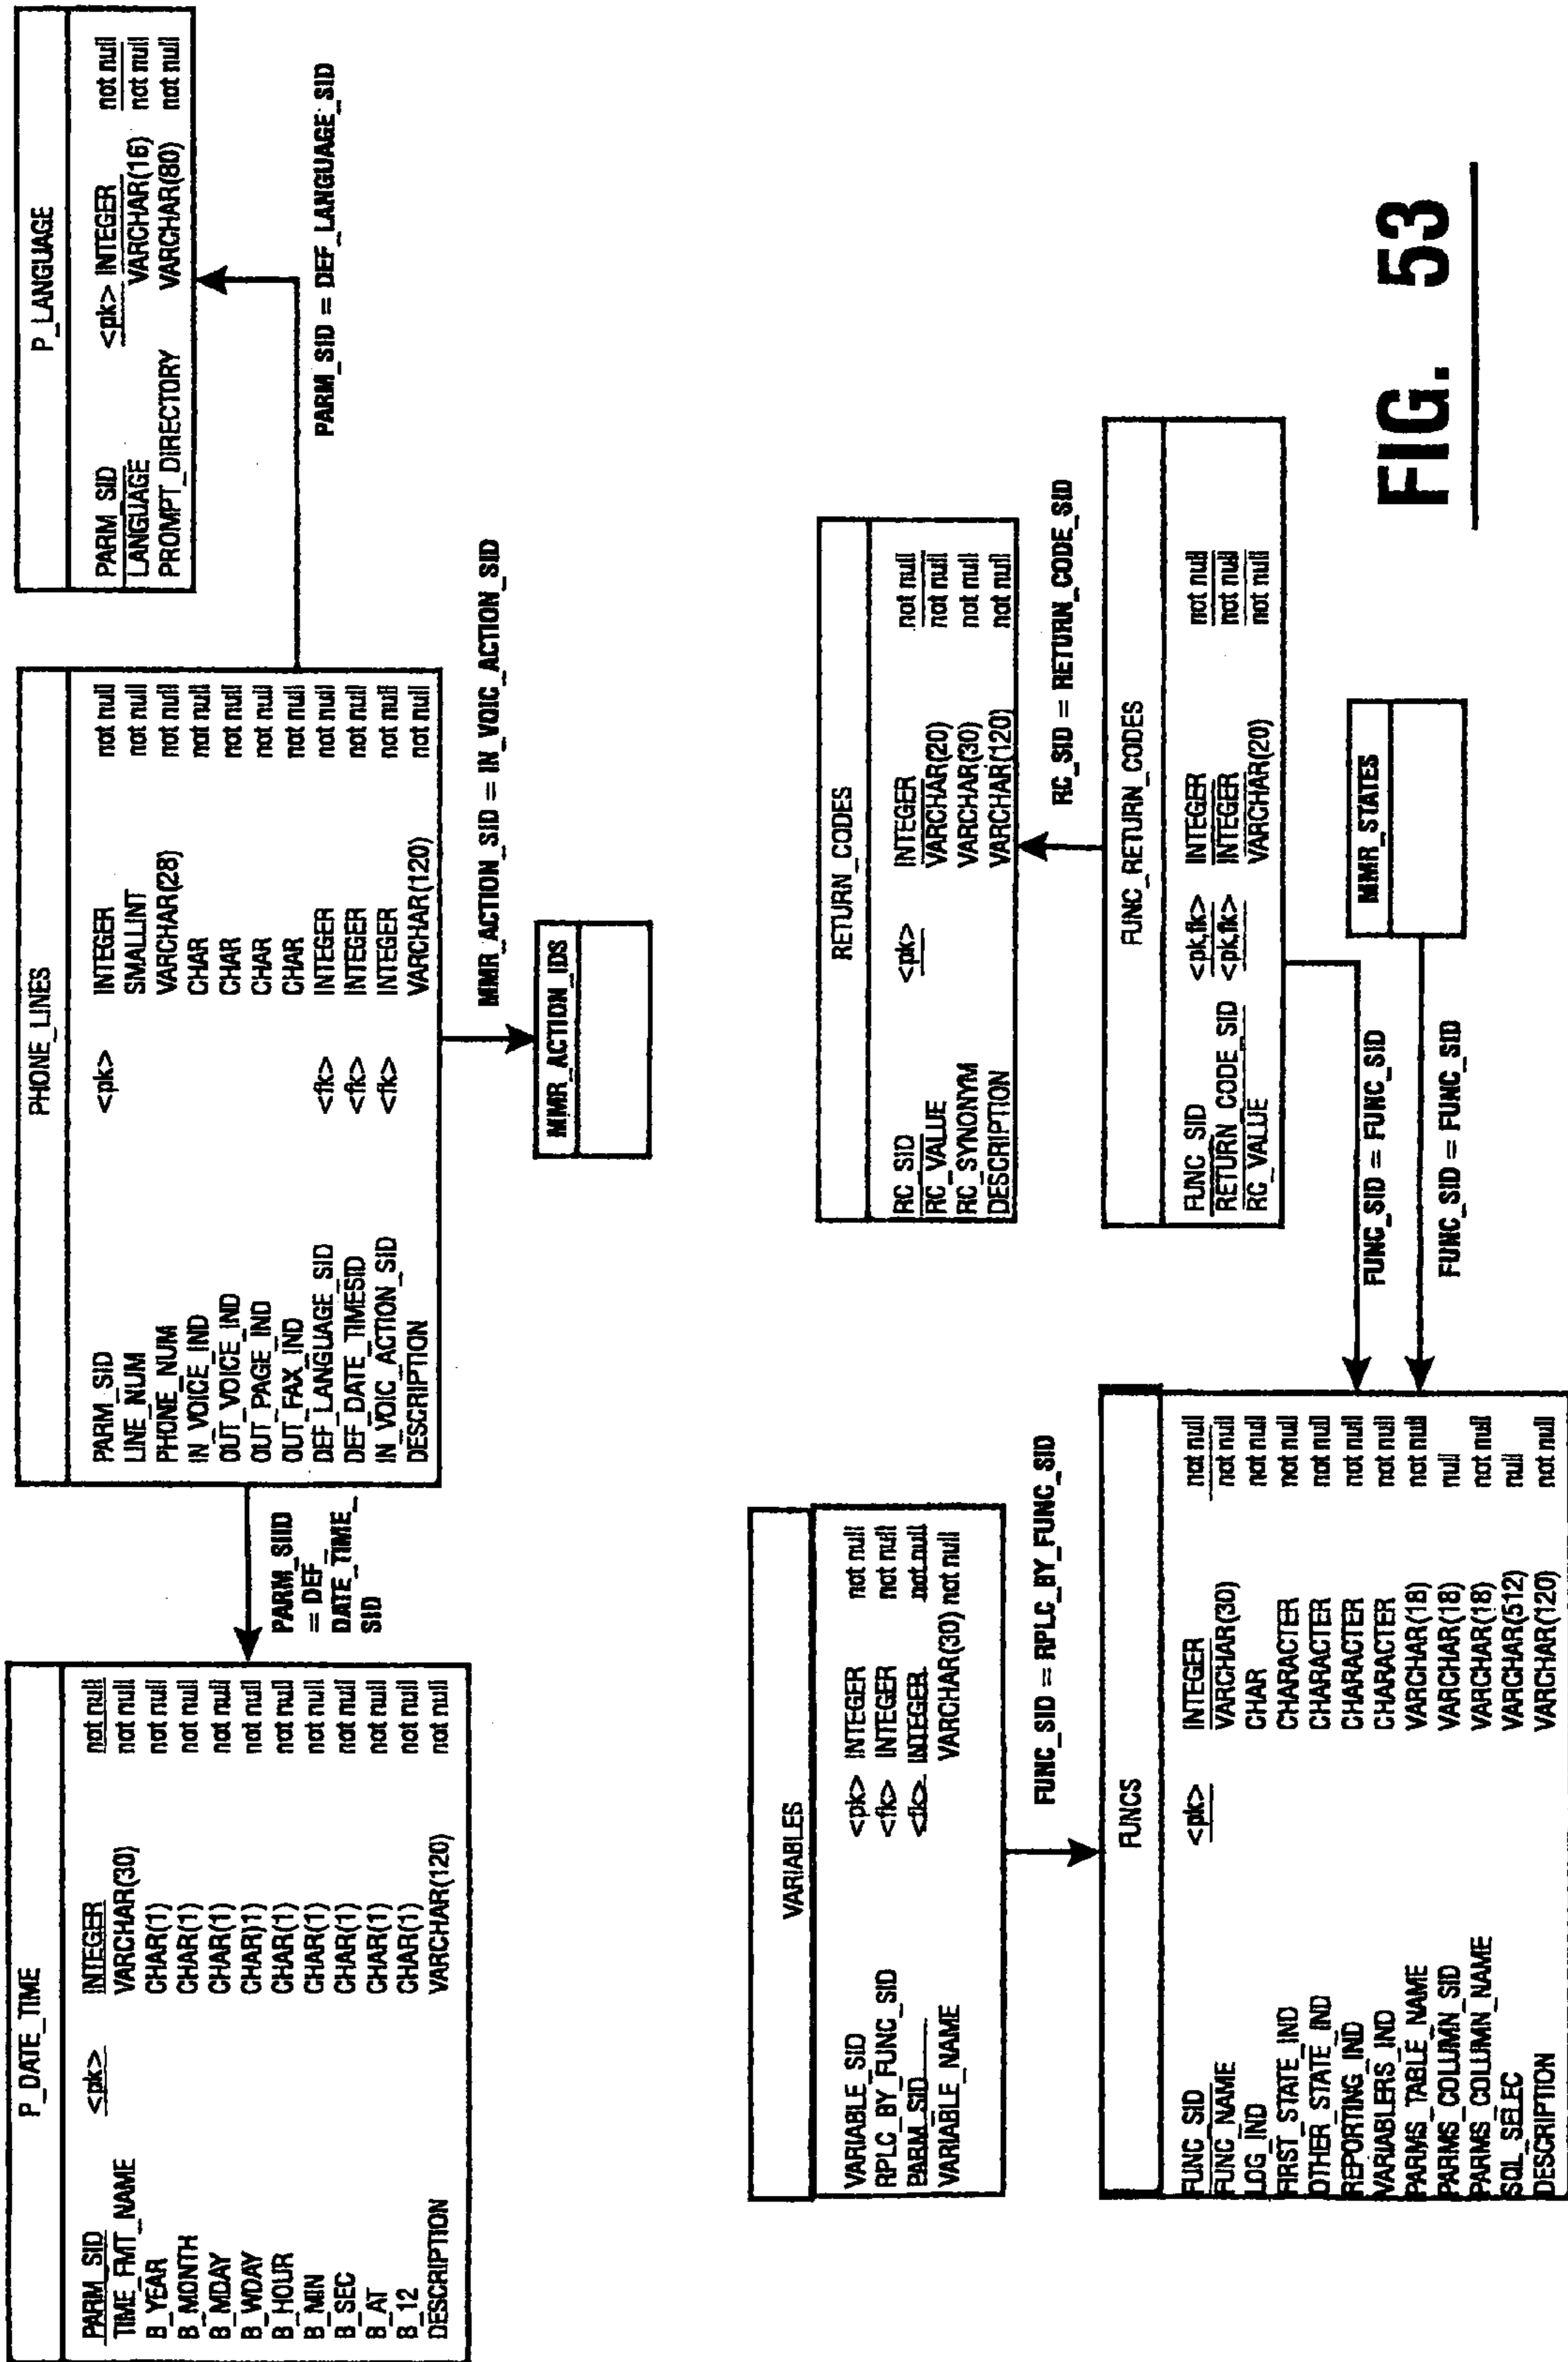 P_DATE_TIME
PARM_SID <pk> INTEGER not null
TIME_FMT_NAME VARCHAR(30) not null
B_YEAR CHAR(1) not null
B_MONTH CHAR(1) not null
B_MDAY CHAR(1) not null
B_WDAY CHAR)1) not null
B_HOUR CHAR(1) not null
B_MIN CHAR(1) not null
B_SEC CHAR(1) not null
B_AT CHAR(1) not null
B_12 CHAR(1) not null
DESCRIPTION VARCHAR(120) not null
PARM_SIID
= DEF_
DATE_TIME_
SID
PHONE_LINES
PARM_SID <pk> INTEGER not null
LINE_NUM SMALLINT not null
PHONE_NUM VARCHAR(28) not null
IN_VOICE_IND CHAR not null
OUT_VOICE_IND CHAR not null
OUT_PAGE_IND CHAR not null
OUT_FAX_IND CHAR not null
DEF_LANGUAGE_SID <fk> INTEGER not null
DEF_DATE_TIMESID <fk> INTEGER not null
IN_VOIC_ACTION_SID <fk> INTEGER not null
DESCRIPTION VARCHAR(120) not null
P_LANGUAGE
PARM_SID <pk> INTEGER not null
LANGUAGE VARCHAR(16) not null
PROMPT_DIRECTORY VARCHAR(80) not null
PARM_SID = DEF_LANGUAGE_SID
MMR_ACTION_SID = IN_VOIC_ACTION_SID
MMR_ACTION_IDS
VARIABLES
VARIABLE_SID <pk> INTEGER not null
RPLC_BY_FUNC_SID <fk> INTEGER not null
PARM_SID <fk> INTEGER not null
VARIABLE_NAME VARCHAR(30) not null
FUNC_SID = RPLC_BY_FUNC_SID
RETURN_CODES
RC_SID <pk> INTEGER not null
RC_VALUE VARCHAR(20) not null
RC_SYNONYM VARCHAR(30) not null
DESCRIPTION VARCHAR(120) not null
RC_SID = RETURN_CODE_SID
FUNC_RETURN_CODES
FUNC_SID <pk,fk> INTEGER not null
RETURN_CODE_SID <pk,fk> INTEGER not null
RC_VALUE VARCHAR(20) not null
FUNC_SID = FUNC_SID
MMR_STATES
FUNC_SID = FUNC_SID
FUNCS
FUNC_SID <pk> INTEGER not null
FUNC_NAME VARCHAR(30) not null
LOG_IND CHAR not null
FIRST_STATE_IND CHARACTER not null
OTHER_STATE_IND CHARACTER not null
REPORTING_IND CHARACTER not null
VARIABLERS_IND CHARACTER not null
PARMS_TABLE_NAME VARCHAR(18) not null
PARMS_COLUMN_SID VARCHAR(18) null
PARMS_COLUMN_NAME VARCHAR(18) not null
SQL_SELEC VARCHAR(512) null
DESCRIPTION VARCHAR(120) not null
FIG. 53